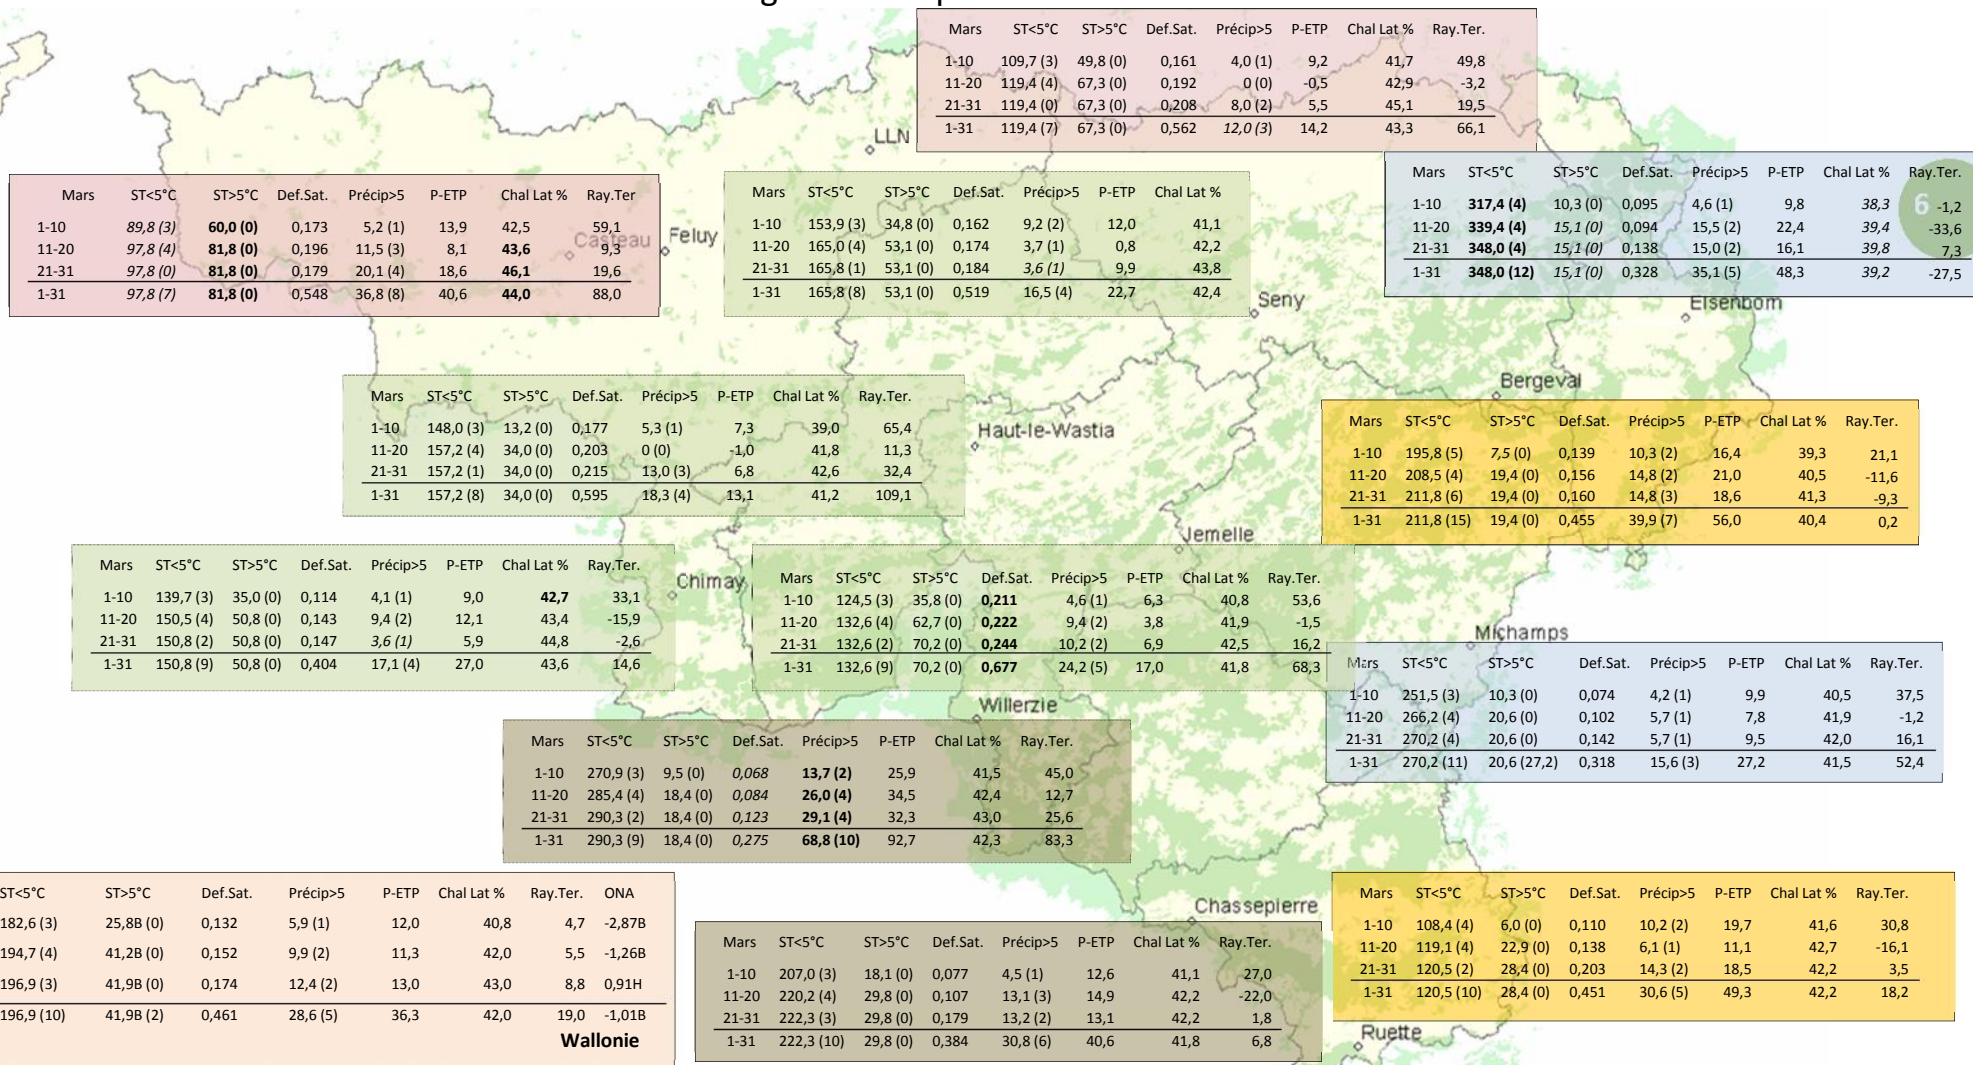 Mars ST<5°C ST>5°C Def.Sat. Précip>5 P-ETP Chal Lat % Ray.Ter.
1-10 109,7 (3) 49,8 (0) 0,161 4,0 (1) 9,2 41,7 49,8
11-20 119,4 (4) 67,3 (0) 0,192 0 (0) -0,5 42,9 -3,2
21-31 119,4 (0) 67,3 (0) 0,208 8,0 (2) 5,5 45,1 19,5
1-31 119,4 (7) 67,3 (0) 0,562 12,0 (3) 14,2 43,3 66,1
LLN
Mars ST<5°C ST>5°C Def.Sat. Précip>5 P-ETP Chal Lat % Ray.Ter
1-10 89,8 (3) 60,0 (0) 0,173 5,2 (1) 13,9 42,5 59,1
11-20 97,8 (4) 81,8 (0) 0,196 11,5 (3) 8,1 43,6 9,3
21-31 97,8 (0) 81,8 (0) 0,179 20,1 (4) 18,6 46,1 19,6
1-31 97,8 (7) 81,8 (0) 0,548 36,8 (8) 40,6 44,0 88,0
Casteau
Feluy
Mars ST<5°C ST>5°C Def.Sat. Précip>5 P-ETP Chal Lat %
1-10 153,9 (3) 34,8 (0) 0,162 9,2 (2) 12,0 41,1
11-20 165,0 (4) 53,1 (0) 0,174 3,7 (1) 0,8 42,2
21-31 165,8 (1) 53,1 (0) 0,184 3,6 (1) 9,9 43,8
1-31 165,8 (8) 53,1 (0) 0,519 16,5 (4) 22,7 42,4
Seny
Mars ST<5°C ST>5°C Def.Sat. Précip>5 P-ETP Chal Lat % Ray.Ter.
1-10 317,4 (4) 10,3 (0) 0,095 4,6 (1) 9,8 38,3 -1,2
11-20 339,4 (4) 15,1 (0) 0,094 15,5 (2) 22,4 39,4 -33,6
21-31 348,0 (4) 15,1 (0) 0,138 15,0 (2) 16,1 39,8 7,3
1-31 348,0 (12) 15,1 (0) 0,328 35,1 (5) 48,3 39,2 -27,5
6
Elsenborn
Mars ST<5°C ST>5°C Def.Sat. Précip>5 P-ETP Chal Lat % Ray.Ter.
1-10 148,0 (3) 13,2 (0) 0,177 5,3 (1) 7,3 39,0 65,4
11-20 157,2 (4) 34,0 (0) 0,203 0 (0) -1,0 41,8 11,3
21-31 157,2 (1) 34,0 (0) 0,215 13,0 (3) 6,8 42,6 32,4
1-31 157,2 (8) 34,0 (0) 0,595 18,3 (4) 13,1 41,2 109,1
Haut-le-Wastia
Bergeval
Mars ST<5°C ST>5°C Def.Sat. Précip>5 P-ETP Chal Lat % Ray.Ter.
1-10 195,8 (5) 7,5 (0) 0,139 10,3 (2) 16,4 39,3 21,1
11-20 208,5 (4) 19,4 (0) 0,156 14,8 (2) 21,0 40,5 -11,6
21-31 211,8 (6) 19,4 (0) 0,160 14,8 (3) 18,6 41,3 -9,3
1-31 211,8 (15) 19,4 (0) 0,455 39,9 (7) 56,0 40,4 0,2
Jemelle
Mars ST<5°C ST>5°C Def.Sat. Précip>5 P-ETP Chal Lat % Ray.Ter.
1-10 139,7 (3) 35,0 (0) 0,114 4,1 (1) 9,0 42,7 33,1
11-20 150,5 (4) 50,8 (0) 0,143 9,4 (2) 12,1 43,4 -15,9
21-31 150,8 (2) 50,8 (0) 0,147 3,6 (1) 5,9 44,8 -2,6
1-31 150,8 (9) 50,8 (0) 0,404 17,1 (4) 27,0 43,6 14,6
Chimay
Mars ST<5°C ST>5°C Def.Sat. Précip>5 P-ETP Chal Lat % Ray.Ter.
1-10 124,5 (3) 35,8 (0) 0,211 4,6 (1) 6,3 40,8 53,6
11-20 132,6 (4) 62,7 (0) 0,222 9,4 (2) 3,8 41,9 -1,5
21-31 132,6 (2) 70,2 (0) 0,244 10,2 (2) 6,9 42,5 16,2
1-31 132,6 (9) 70,2 (0) 0,677 24,2 (5) 17,0 41,8 68,3
Michamps
Mars ST<5°C ST>5°C Def.Sat. Précip>5 P-ETP Chal Lat % Ray.Ter.
1-10 251,5 (3) 10,3 (0) 0,074 4,2 (1) 9,9 40,5 37,5
11-20 266,2 (4) 20,6 (0) 0,102 5,7 (1) 7,8 41,9 -1,2
21-31 270,2 (4) 20,6 (0) 0,142 5,7 (1) 9,5 42,0 16,1
1-31 270,2 (11) 20,6 (27,2) 0,318 15,6 (3) 27,2 41,5 52,4
Willerzie
Mars ST<5°C ST>5°C Def.Sat. Précip>5 P-ETP Chal Lat % Ray.Ter.
1-10 270,9 (3) 9,5 (0) 0,068 13,7 (2) 25,9 41,5 45,0
11-20 285,4 (4) 18,4 (0) 0,084 26,0 (4) 34,5 42,4 12,7
21-31 290,3 (2) 18,4 (0) 0,123 29,1 (4) 32,3 43,0 25,6
1-31 290,3 (9) 18,4 (0) 0,275 68,8 (10) 92,7 42,3 83,3
ST<5°C ST>5°C Def.Sat. Précip>5 P-ETP Chal Lat % Ray.Ter. ONA
182,6 (3) 25,8B (0) 0,132 5,9 (1) 12,0 40,8 4,7 -2,87B
194,7 (4) 41,2B (0) 0,152 9,9 (2) 11,3 42,0 5,5 -1,26B
196,9 (3) 41,9B (0) 0,174 12,4 (2) 13,0 43,0 8,8 0,91H
196,9 (10) 41,9B (2) 0,461 28,6 (5) 36,3 42,0 19,0 -1,01B
Wallonie
Chassepierre
Mars ST<5°C ST>5°C Def.Sat. Précip>5 P-ETP Chal Lat % Ray.Ter.
1-10 207,0 (3) 18,1 (0) 0,077 4,5 (1) 12,6 41,1 27,0
11-20 220,2 (4) 29,8 (0) 0,107 13,1 (3) 14,9 42,2 -22,0
21-31 222,3 (3) 29,8 (0) 0,179 13,2 (2) 13,1 42,2 1,8
1-31 222,3 (10) 29,8 (0) 0,384 30,8 (6) 40,6 41,8 6,8
Mars ST<5°C ST>5°C Def.Sat. Précip>5 P-ETP Chal Lat % Ray.Ter.
1-10 108,4 (4) 6,0 (0) 0,110 10,2 (2) 19,7 41,6 30,8
11-20 119,1 (4) 22,9 (0) 0,138 6,1 (1) 11,1 42,7 -16,1
21-31 120,5 (2) 28,4 (0) 0,203 14,3 (2) 18,5 42,2 3,5
1-31 120,5 (10) 28,4 (0) 0,451 30,6 (5) 49,3 42,2 18,2
Ruette